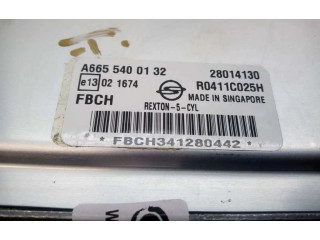 A665 540 01 32 28014130
e13 02 1674 R0411C025H
FBCH MADE IN SINGAPORE
REXTON-5-CYL
*FBCH341280442*